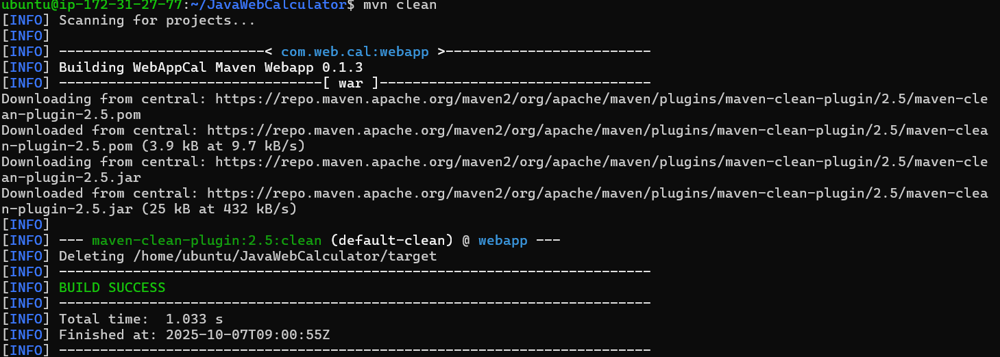 ubuntu@ip-172-31-27-77:~/JavaWebCalculator$ mvn clean
[INFO] Scanning for projects...
[INFO]
[INFO] -------------------------< com.web.cal:webapp >-------------------------
[INFO] Building WebAppCal Maven Webapp 0.1.3
[INFO] --------------------------------[ war ]---------------------------------
Downloading from central: https://repo.maven.apache.org/maven2/org/apache/maven/plugins/maven-clean-plugin/2.5/maven-cle
an-plugin-2.5.pom
Downloaded from central: https://repo.maven.apache.org/maven2/org/apache/maven/plugins/maven-clean-plugin/2.5/maven-clea
n-plugin-2.5.pom (3.9 kB at 9.7 kB/s)
Downloading from central: https://repo.maven.apache.org/maven2/org/apache/maven/plugins/maven-clean-plugin/2.5/maven-cle
an-plugin-2.5.jar
Downloaded from central: https://repo.maven.apache.org/maven2/org/apache/maven/plugins/maven-clean-plugin/2.5/maven-clea
n-plugin-2.5.jar (25 kB at 432 kB/s)
[INFO]
[INFO] --- maven-clean-plugin:2.5:clean (default-clean) @ webapp ---
[INFO] Deleting /home/ubuntu/JavaWebCalculator/target
[INFO] ------------------------------------------------------------------------
[INFO] BUILD SUCCESS
[INFO] ------------------------------------------------------------------------
[INFO] Total time:  1.033 s
[INFO] Finished at: 2025-10-07T09:00:55Z
[INFO] ------------------------------------------------------------------------